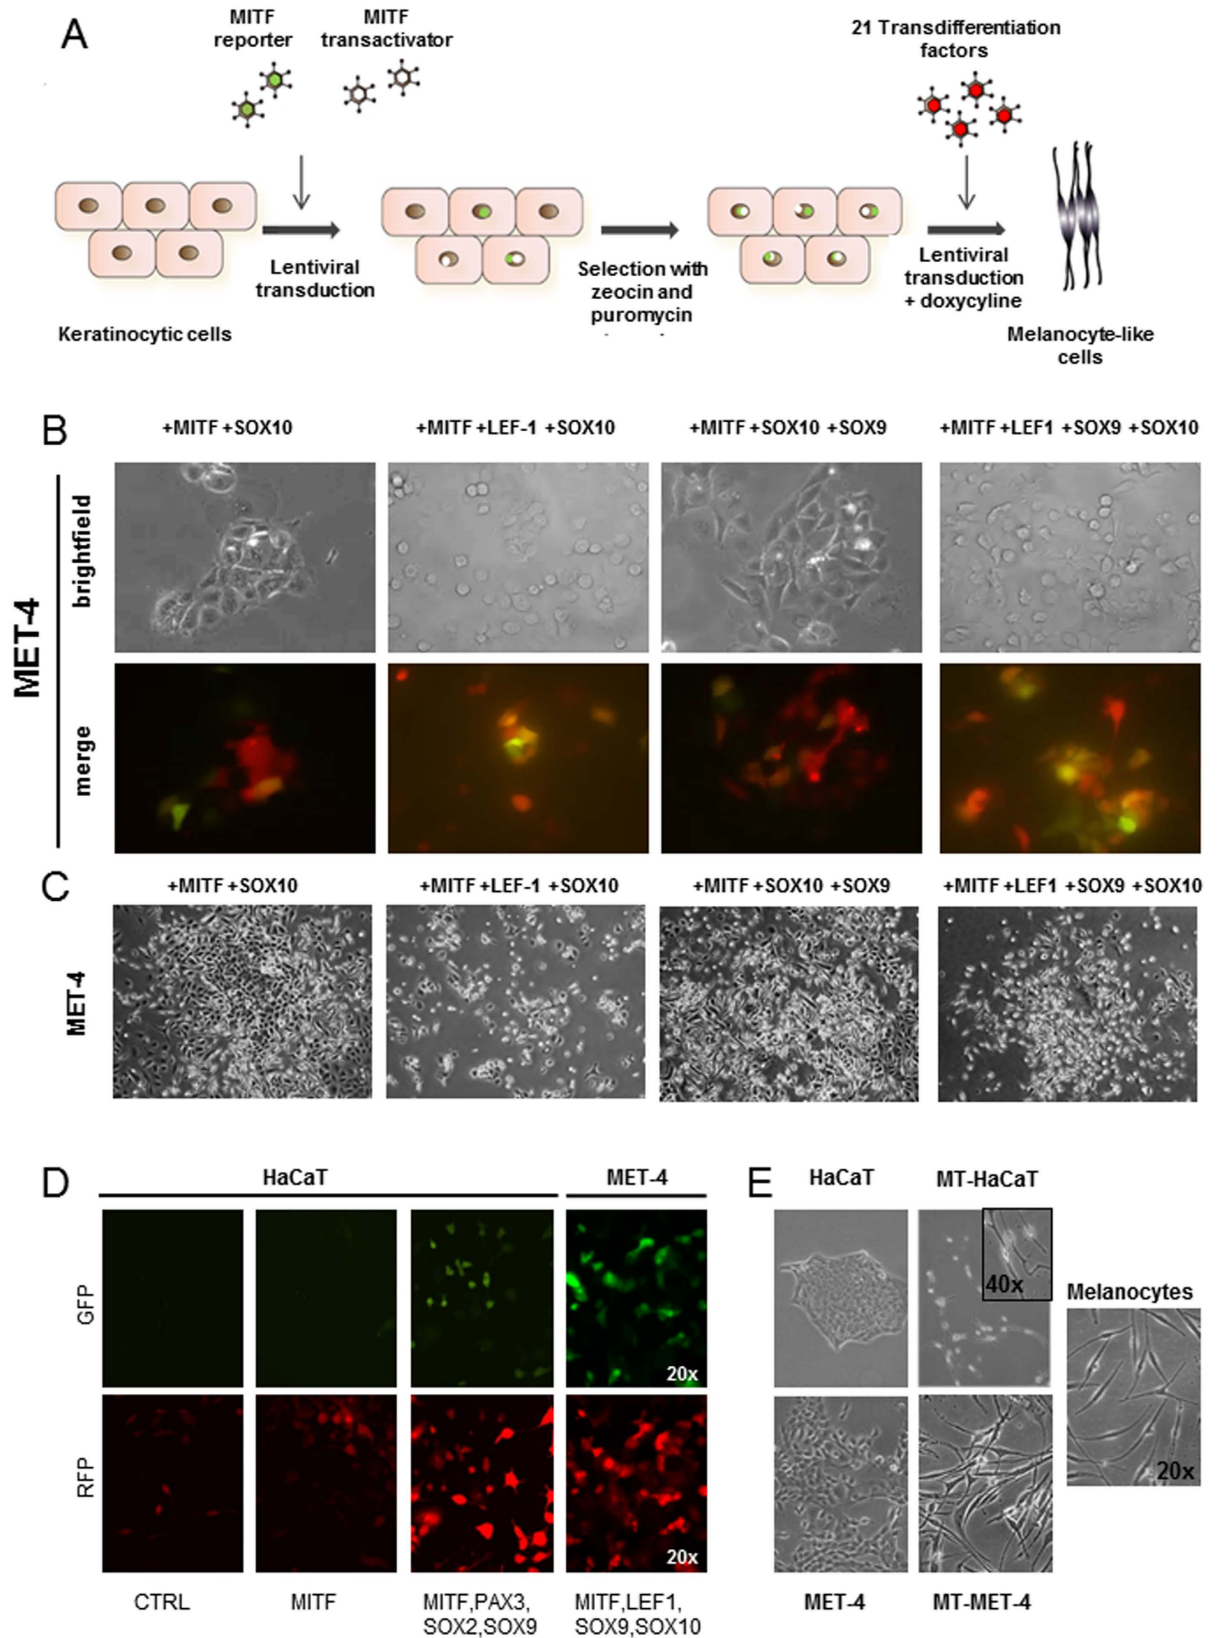 A
MITF
reporter
MITF
transactivator
21 Transdifferentiation
factors
Lentiviral
transduction
Selection with
zeocin and
puromycin
Lentiviral
transduction
+ doxycyline
Keratinocytic cells
Melanocyte-like
cells
B
+MITF +SOX10
+MITF +LEF-1 +SOX10
+MITF +SOX10 +SOX9
+MITF +LEF1 +SOX9 +SOX10
MET-4
brightfield
merge
C
+MITF +SOX10
+MITF +LEF-1 +SOX10
+MITF +SOX10 +SOX9
+MITF +LEF1 +SOX9 +SOX10
MET-4
D
HaCaT
MET-4
GFP
20x
RFP
20x
CTRL
MITF
MITF,PAX3,
SOX2,SOX9
MITF,LEF1,
SOX9,SOX10
E
HaCaT
MT-HaCaT
40x
Melanocytes
20x
MET-4
MT-MET-4